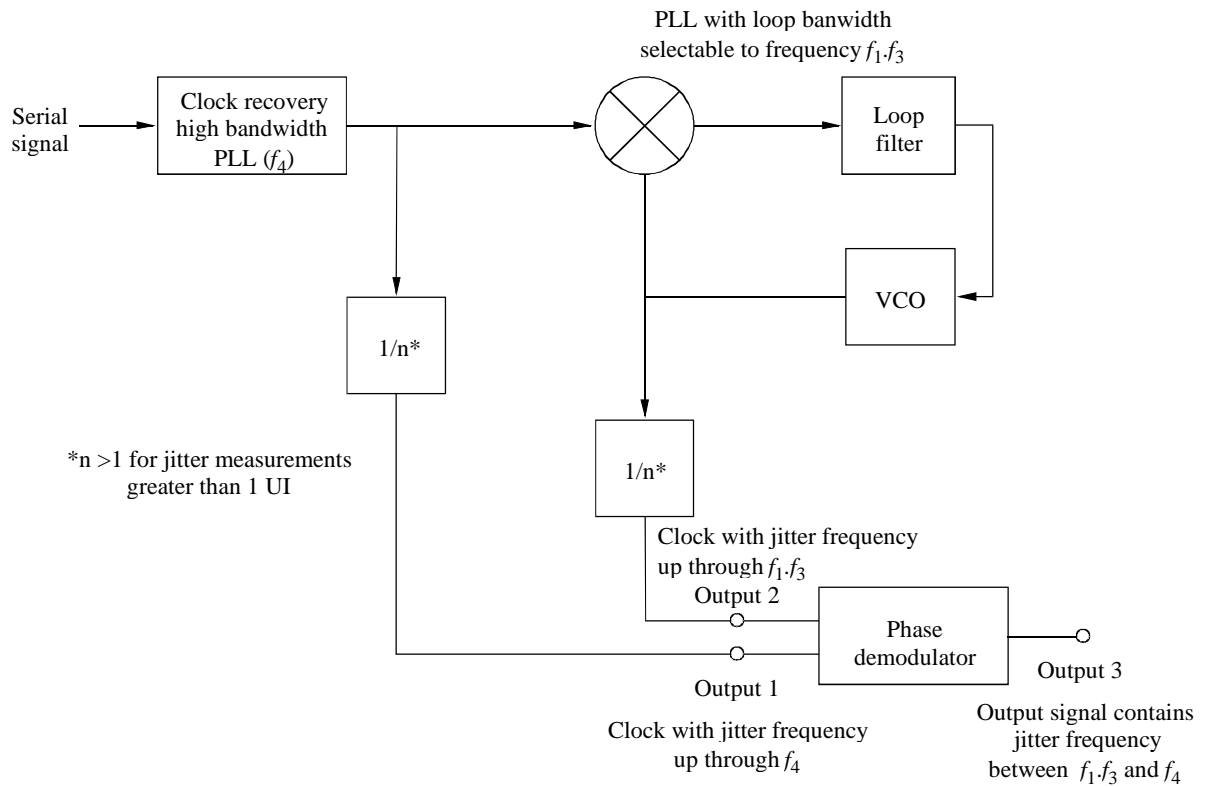 PLL with loop banwidth
selectable to frequency f1.f3
Serial
signal
Clock recovery
high bandwidth
PLL (f4)
Loop
filter
VCO
1/n*
*n >1 for jitter measurements
greater than 1 UI
1/n*
Clock with jitter frequency
up through f1.f3
Output 2
Phase
demodulator
Output 1
Output 3
Clock with jitter frequency
up through f4
Output signal contains
jitter frequency
between f1.f3 and f4